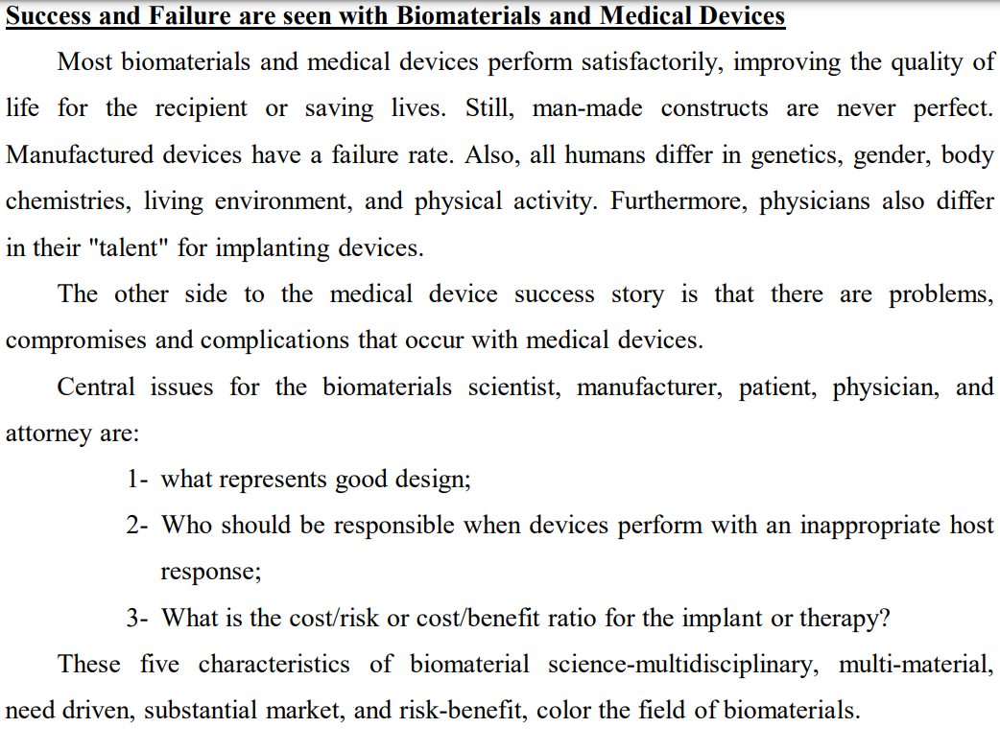 Success and Failure are seen with Biomaterials and Medical Devices
Most biomaterials and medical devices perform satisfactorily, improving the quality of
life for the recipient or saving lives. Still, man-made constructs are never perfect.
Manufactured devices have a failure rate. Also, all humans differ in genetics, gender, body
chemistries, living environment, and physical activity. Furthermore, physicians also differ
in their "talent" for implanting devices.
The other side to the medical device success story is that there are problems,
compromises and complications that occur with medical devices.
Central issues for the biomaterials scientist, manufacturer, patient, physician, and
attorney are:
1- what represents good design;
2- Who should be responsible when devices perform with an inappropriate host
response;
3- What is the cost/risk or cost/benefit ratio for the implant or therapy?
These five characteristics of biomaterial science-multidisciplinary, multi-material,
need driven, substantial market, and risk-benefit, color the field of biomaterials.